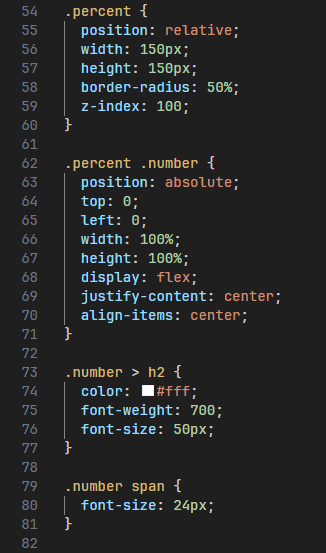 54 .percent {
55 position: relative;
56 width: 150px;
57 height: 150px;
58 border-radius: 50%;
59 z-index: 100;
60 }
61
62 .percent .number {
63 position: absolute;
64 top: 0;
65 left: 0;
66 width: 100%;
67 height: 100%;
68 display: flex;
69 justify-content: center;
70 align-items: center;
71 }
72
73 .number > h2 {
74 color: #fff;
75 font-weight: 700;
76 font-size: 50px;
77 }
78
79 .number span {
80 font-size: 24px;
81 }
82